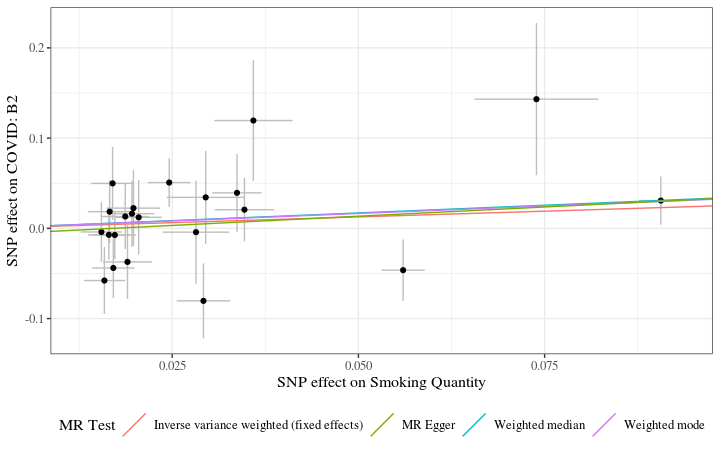 SNP effect on COVID: B2
0.2
0.1
0.0
-0.1
0.025 0.050 0.075
SNP effect on Smoking Quantity
MR Test Inverse variance weighted (fixed effects) MR Egger Weighted median Weighted mode